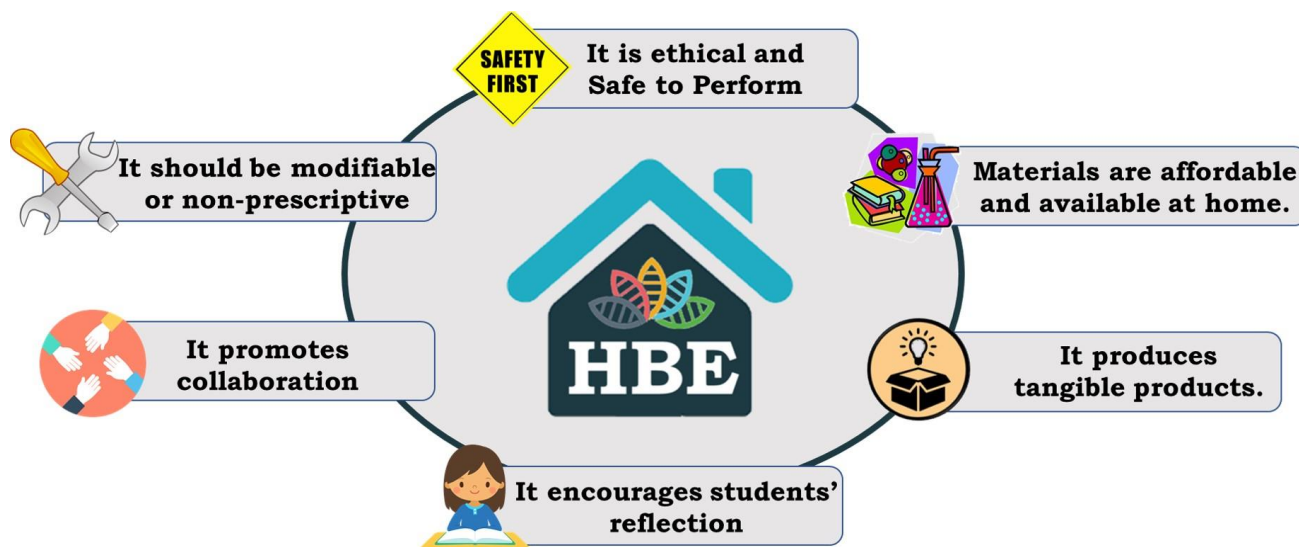 SAFETY
FIRST
It is ethical and
Safe to Perform
It should be modifiable
or non-prescriptive
Materials are affordable
and available at home.
HBE
It promotes
collaboration
It produces
tangible products.
It encourages students’
reflection